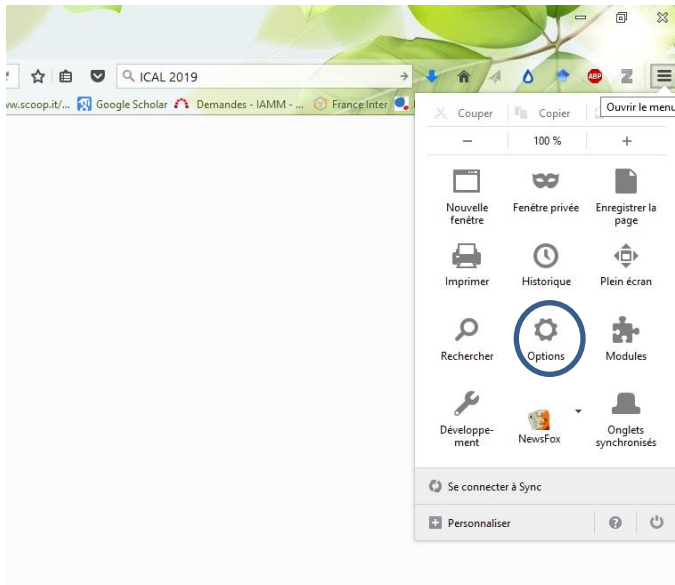 ICAL 2019
ABP
Z
ww.scoop.it/... Google Scholar Demandes - IAMM - ... France Inter
Couper Copier Ouvrir le menu
− 100 % +
Nouvelle fenêtre
Fenêtre privée
Enregistrer la page
Imprimer Historique Plein écran
Rechercher Options Modules
Développe-
ment
NewsFox
Onglets
synchronisés
Se connecter à Sync
Personnaliser